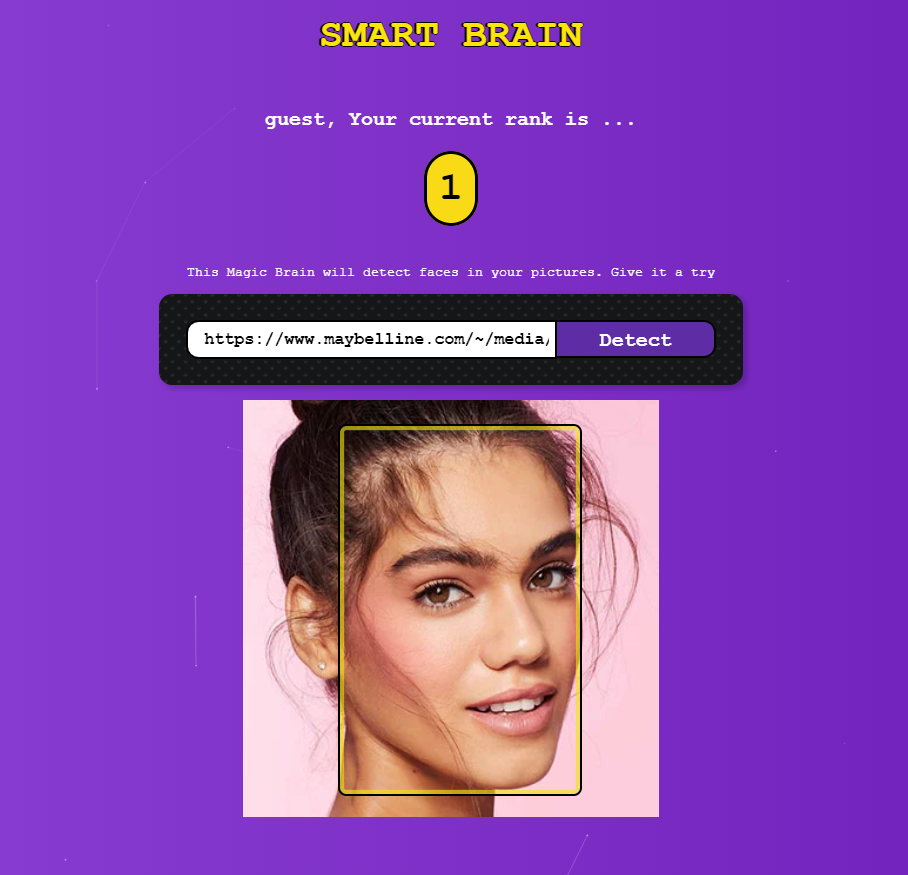 SMART BRAIN
guest, Your current rank is ...
1
This Magic Brain will detect faces in your pictures. Give it a try
https://www.maybelline.com/~/media/
Detect